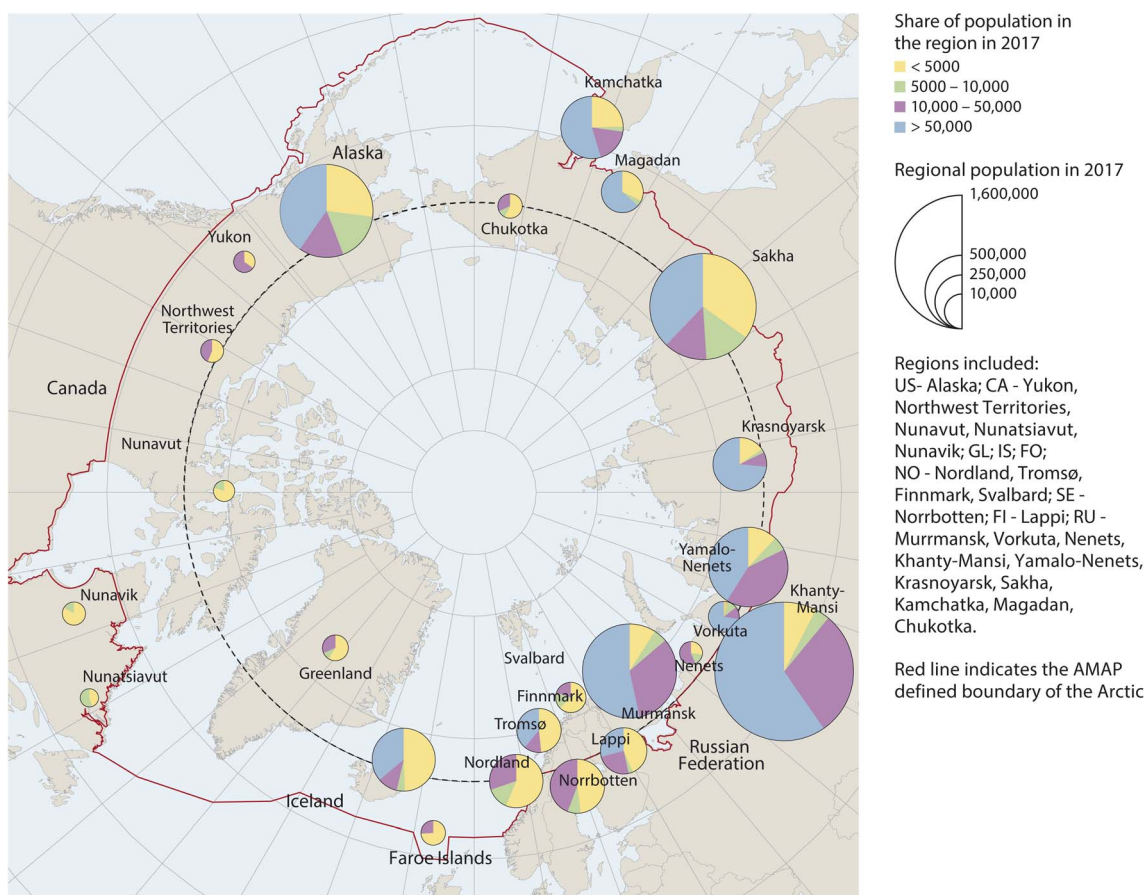 Kamchatka
Alaska
Magadan
Chukotka
Yukon
Sakha
Northwest
Territories
Canada
Krasnoyarsk
Nunavut
Yamalo-
Nenets
Khanty-
Mansi
Nunavik
Vorkuta
Svalbard
Nenets
Greenland
Nunatsiavut
Finnmark
Murmansk
Tromsø
Lappi
Russian
Federation
Nordland
Norrbotten
Iceland
Faroe Islands
Share of population in
the region in 2017
< 5000
5000 – 10,000
10,000 – 50,000
> 50,000
Regional population in 2017
1,600,000
500,000
250,000
10,000
Regions included:
US- Alaska; CA - Yukon,
Northwest Territories,
Nunavut, Nunatsiavut,
Nunavik; GL; IS; FO;
NO - Nordland, Tromsø,
Finnmark, Svalbard; SE -
Norrbotten; FI - Lappi; RU -
Murrmansk, Vorkuta, Nenets,
Khanty-Mansi, Yamalo-Nenets,
Krasnoyarsk, Sakha,
Kamchatka, Magadan,
Chukotka.
Red line indicates the AMAP
defined boundary of the Arctic